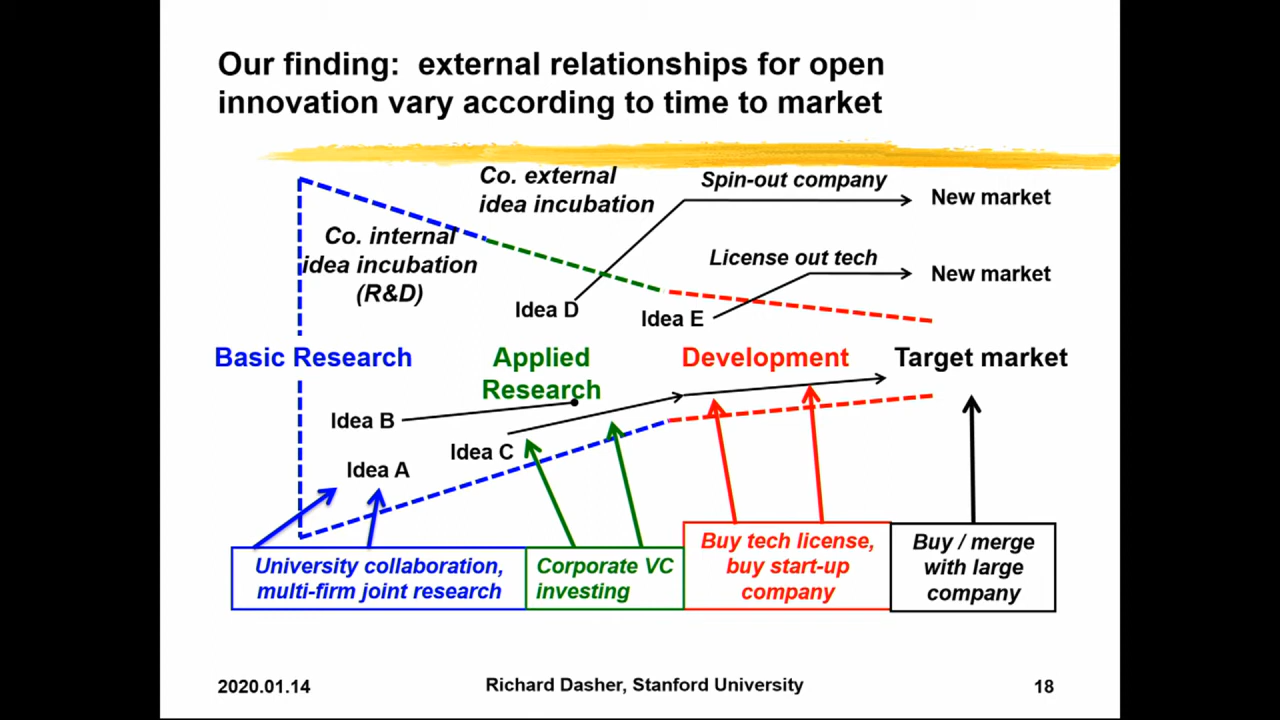 Our finding:  external relationships for open
innovation vary according to time to market
Co. external
idea incubation
Spin-out company
New market
Co. internal
idea incubation
(R&D)
License out tech
New market
Idea D
Idea E
Basic Research
Applied
Research
Development
Target market
Idea B
Idea C
Idea A
University collaboration,
multi-firm joint research
Corporate VC
investing
Buy tech license,
buy start-up
company
Buy / merge
with large
company
2020.01.14
Richard Dasher, Stanford University
18